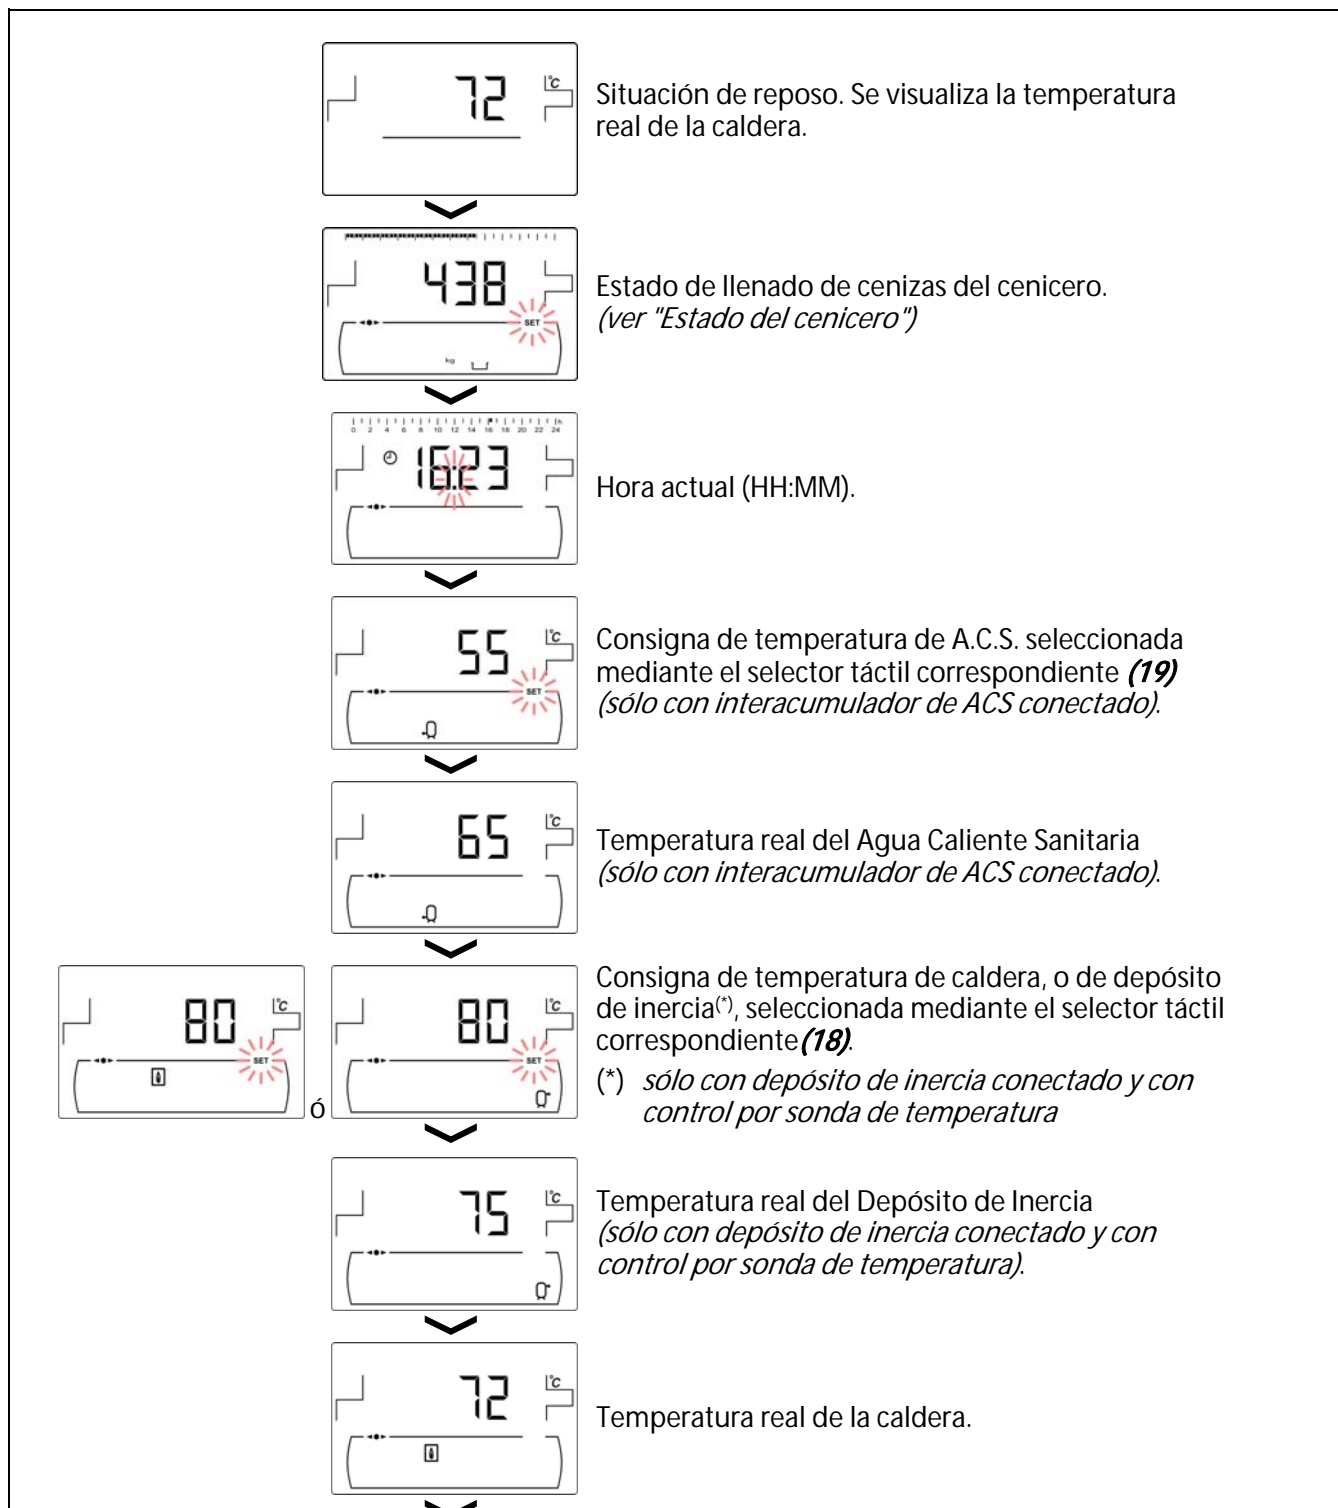 72 °C
Situación de reposo. Se visualiza la temperatura
real de la caldera.
438
SET
kg
Estado de llenado de cenizas del cenicero.
(ver "Estado del cenicero")
0 2 4 6 8 10 12 14 16 18 20 22 24 h.
16:23
Hora actual (HH:MM).
55 °C
SET
Consigna de temperatura de A.C.S. seleccionada
mediante el selector táctil correspondiente (19)
(sólo con interacumulador de ACS conectado).
65 °C
Temperatura real del Agua Caliente Sanitaria
(sólo con interacumulador de ACS conectado).
80 °C
SET
ó
80 °C
SET
Consigna de temperatura de caldera, o de depósito
de inercia(*), seleccionada mediante el selector táctil
correspondiente(18).
(*) sólo con depósito de inercia conectado y con
control por sonda de temperatura
75 °C
Temperatura real del Depósito de Inercia
(sólo con depósito de inercia conectado y con
control por sonda de temperatura).
72 °C
Temperatura real de la caldera.